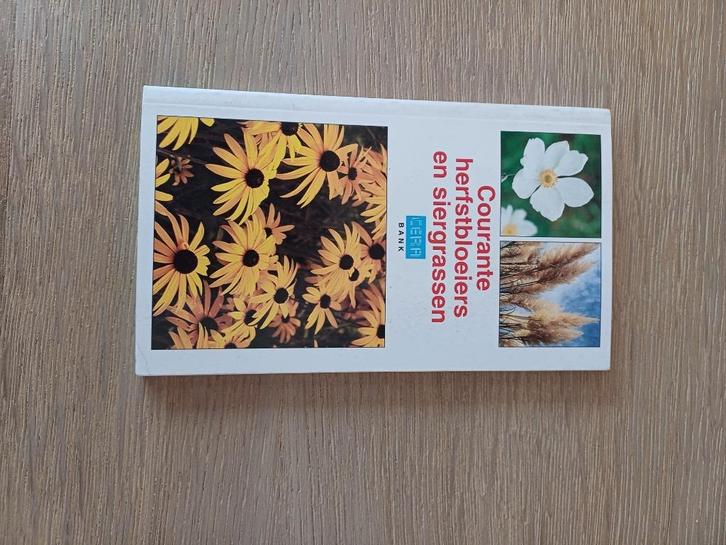 Courante
herfstbloeiers
en siergrassen
CERA
BANK